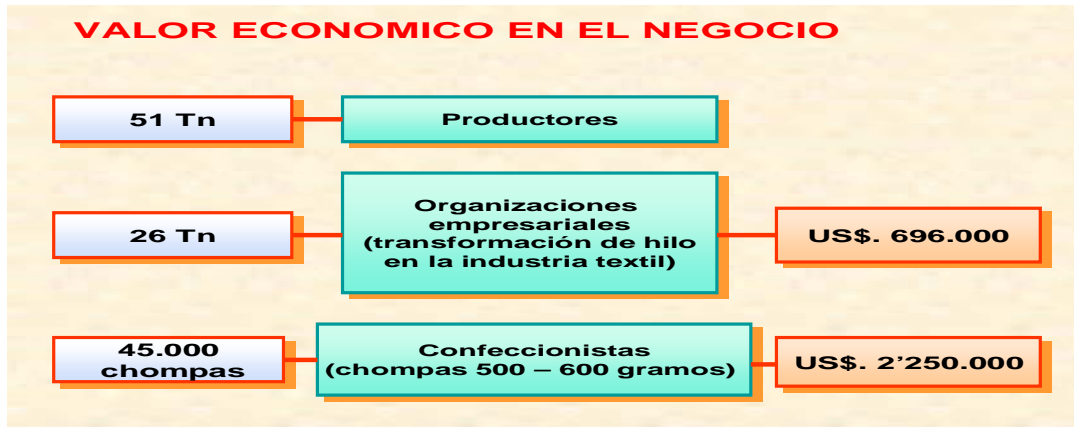 VALOR ECONOMICO EN EL NEGOCIO
51 Tn
Productores
26 Tn
Organizaciones
empresariales
(transformación de hilo
en la industria textil)
US$. 696.000
45.000
chompas
Confeccionistas
(chompas 500 – 600 gramos)
US$. 2’250.000